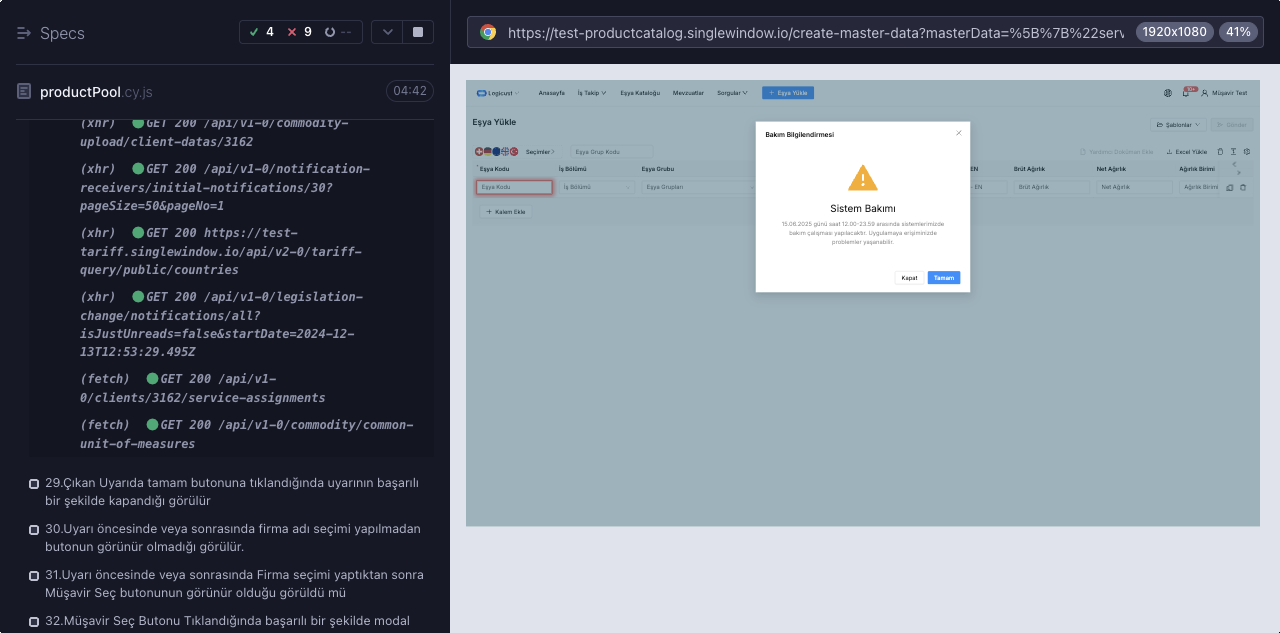 Specs
4 9 --
productPool.cy.js
04:42
(xhr) GET 200 /api/v1-0/commodity-
upload/client-datas/3162
(xhr) GET 200 /api/v1-0/notification-
receivers/initial-notifications/30?
pageSize=50&pageNo=1
(xhr) GET 200 https://test-
tariff.singlewindow.io/api/v2-0/tariff-
query/public/countries
(xhr) GET 200 /api/v1-0/legislation-
change/notifications/all?
isJustUnreads=false&startDate=2024-12-
13T12:53:29.495Z
(fetch) GET 200 /api/v1-
0/clients/3162/service-assignments
(fetch) GET 200 /api/v1-0/commodity/common-
unit-of-measures
29.Çıkan Uyarıda tamam butonuna tıklandığında uyarının başarılı
bir şekilde kapandığı görülür
30.Uyarı öncesinde veya sonrasında firma adı seçimi yapılmadan
butonun görünür olmadığı görülür.
31.Uyarı öncesinde veya sonrasında Firma seçimi yaptıktan sonra
Müşavir Seç butonunun görünür olduğu görüldü mü
32.Müşavir Seç Butonu Tıklandığında başarılı bir şekilde modal
https://test-productcatalog.singlewindow.io/create-master-data?masterData=%5B%7B%22serv
1920x1080
41%
Logicust
Anasayfa
İş Takip
Eşya Kataloğu
Mevzuatlar
Sorgular
+ Eşya Yükle
Müşavir Test
Eşya Yükle
Şablonlar
Gönder
Seçimler
Eşya Grup Kodu
Excel Yükle
Eşya Kodu
İş Bölümü
Eşya Grubu
EN
Brüt Ağırlık
Net Ağırlık
Ağırlık Birimi
Eşya Kodu
İş Bölümü
Eşya Grupları
- EN
Brüt Ağırlık
Net Ağırlık
Ağırlık Birimi
+ Kalem Ekle
Bakım Bilgilendirmesi
Sistem Bakımı
15.06.2025 günü saat 12.00-23.59 arasında sistemlerimizde
bakım çalışması yapılacaktır. Uygulamaya erişiminizde
problemler yaşanabilir.
Kapat
Tamam